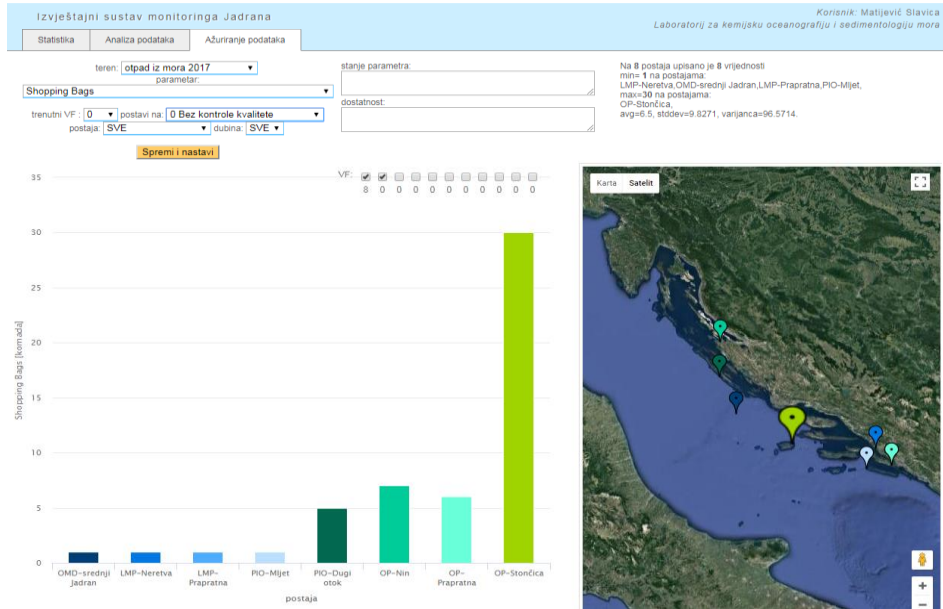 Izvještajni sustav monitoringa Jadrana
Korisnik: Matijević Slavica
Laboratorij za kemijsku oceanografiju i sedimentologiju mora
Statistika
Analiza podataka
Ažuriranje podataka
teren: otpad iz mora 2017
parametar:
Shopping Bags
trenutni VF : 0 postavi na: 0 Bez kontrole kvalitete
postaja: SVE dubina: SVE
Spremi i nastavi
stanje parametra:
dostatnost:
Na 8 postaja upisano je 8 vrijednosti
min= 1 na postajama:
LMP-Neretva,OMD-srednji Jadran,LMP-Prapratna,PIO-Mljet,
max=30 na postajama:
OP-Stončica,
avg=6.5, stddev=9.8271, varijanca=96.5714.
VF:
8 0 0 0 0 0 0 0 0 0 0
35
30
25
20
15
10
5
0
Shopping Bags [komada]
OMD-srednji Jadran
LMP-Neretva
LMP-Prapratna
PIO-Mljet
PIO-Dugi otok
OP-Nin
OP-Prapratna
OP-Stončica
postaja
Karta
Satelit
+
−